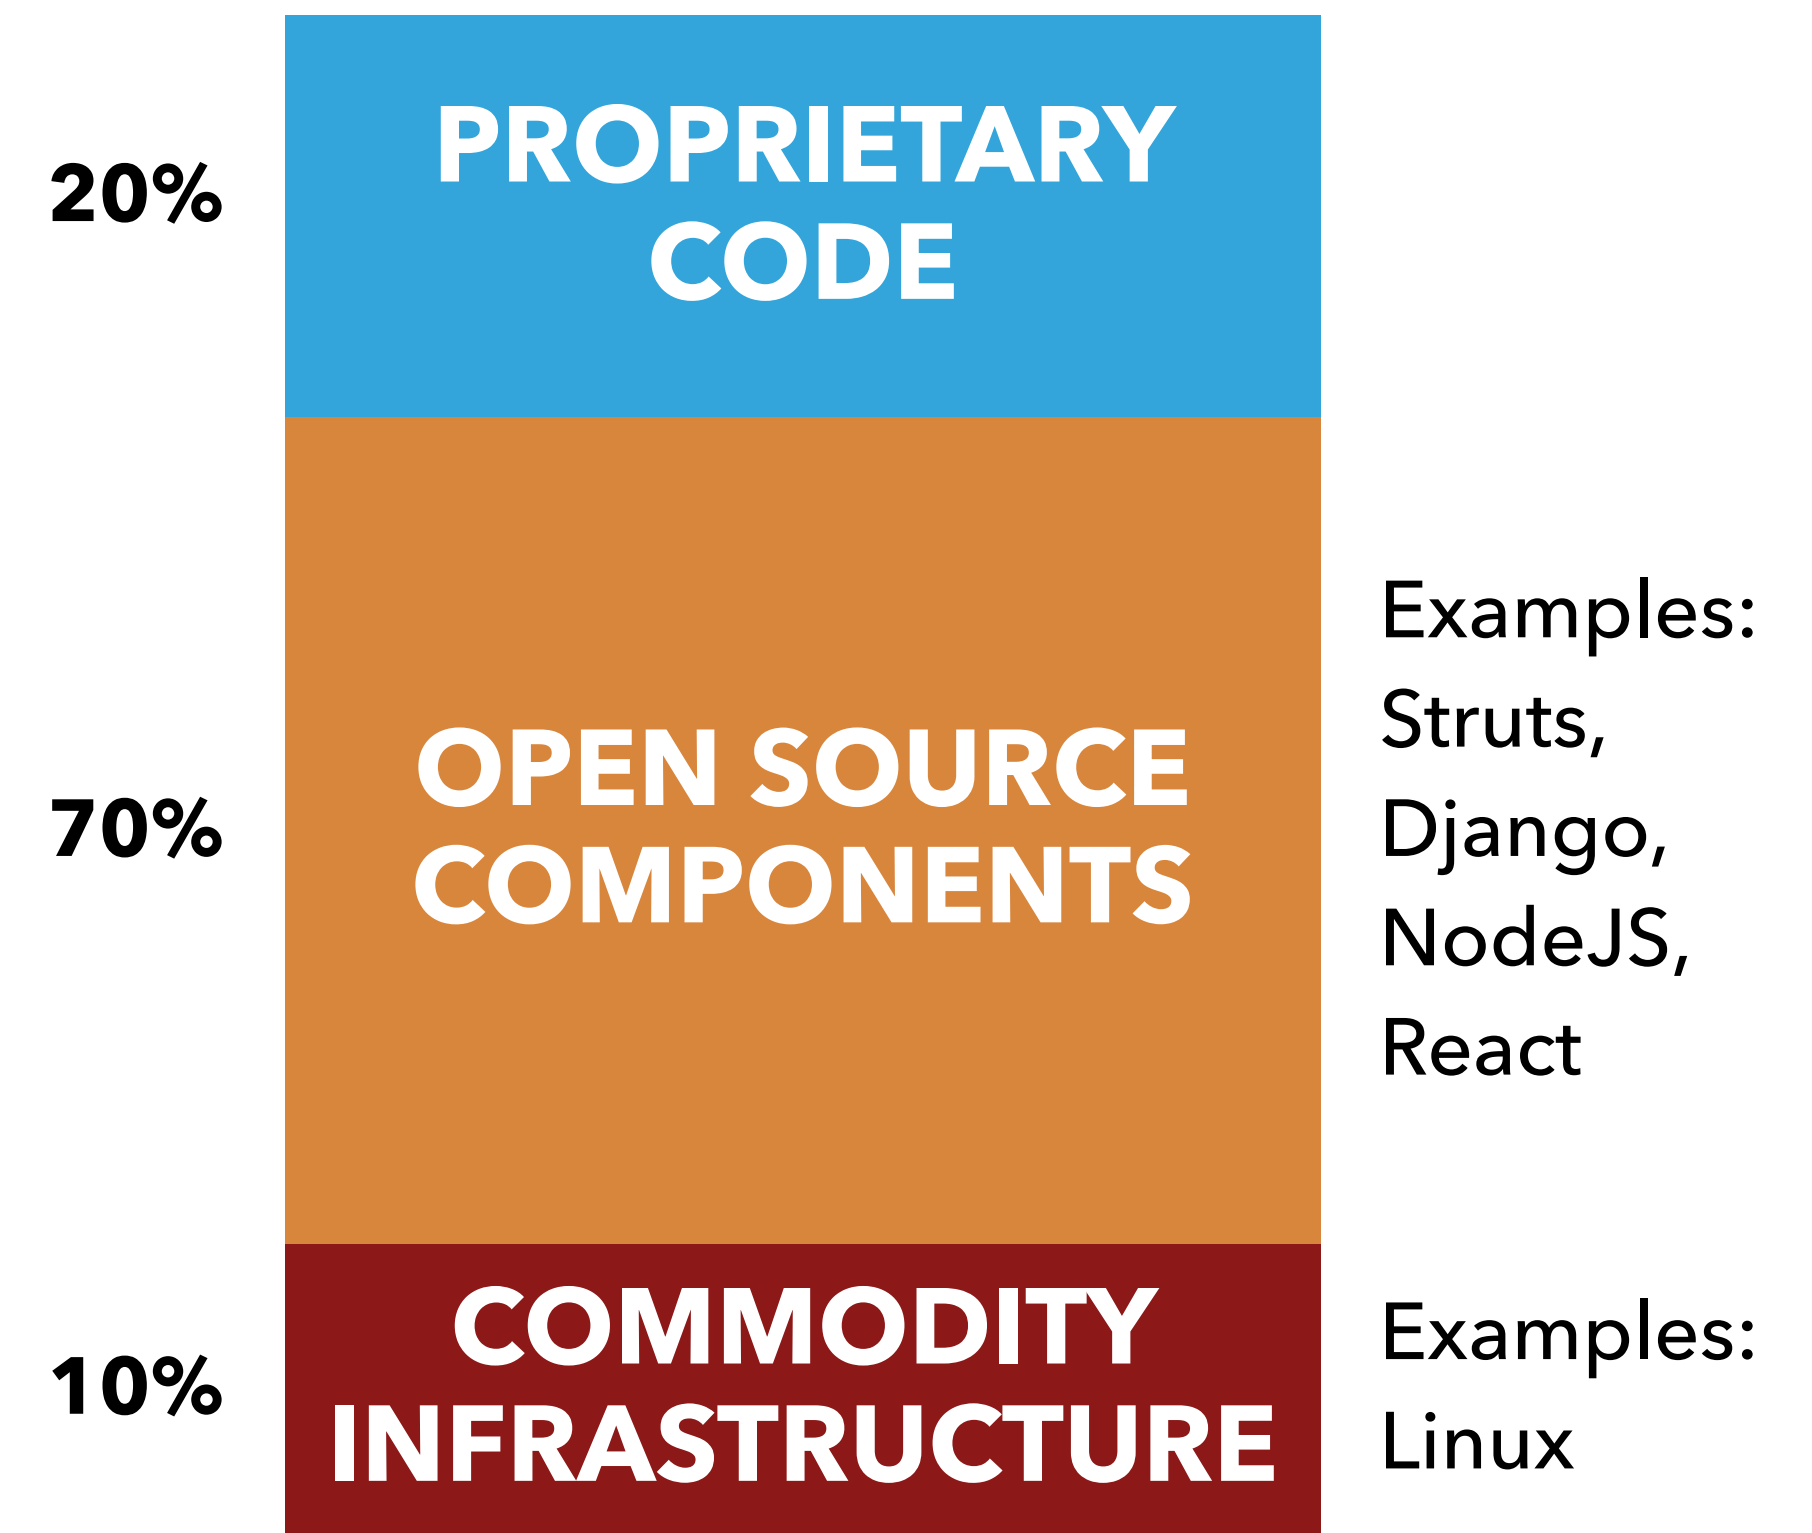 20%
PROPRIETARY
CODE
70%
OPEN SOURCE
COMPONENTS
Examples:
Struts,
Django,
NodeJS,
React
10%
COMMODITY
INFRASTRUCTURE
Examples:
Linux